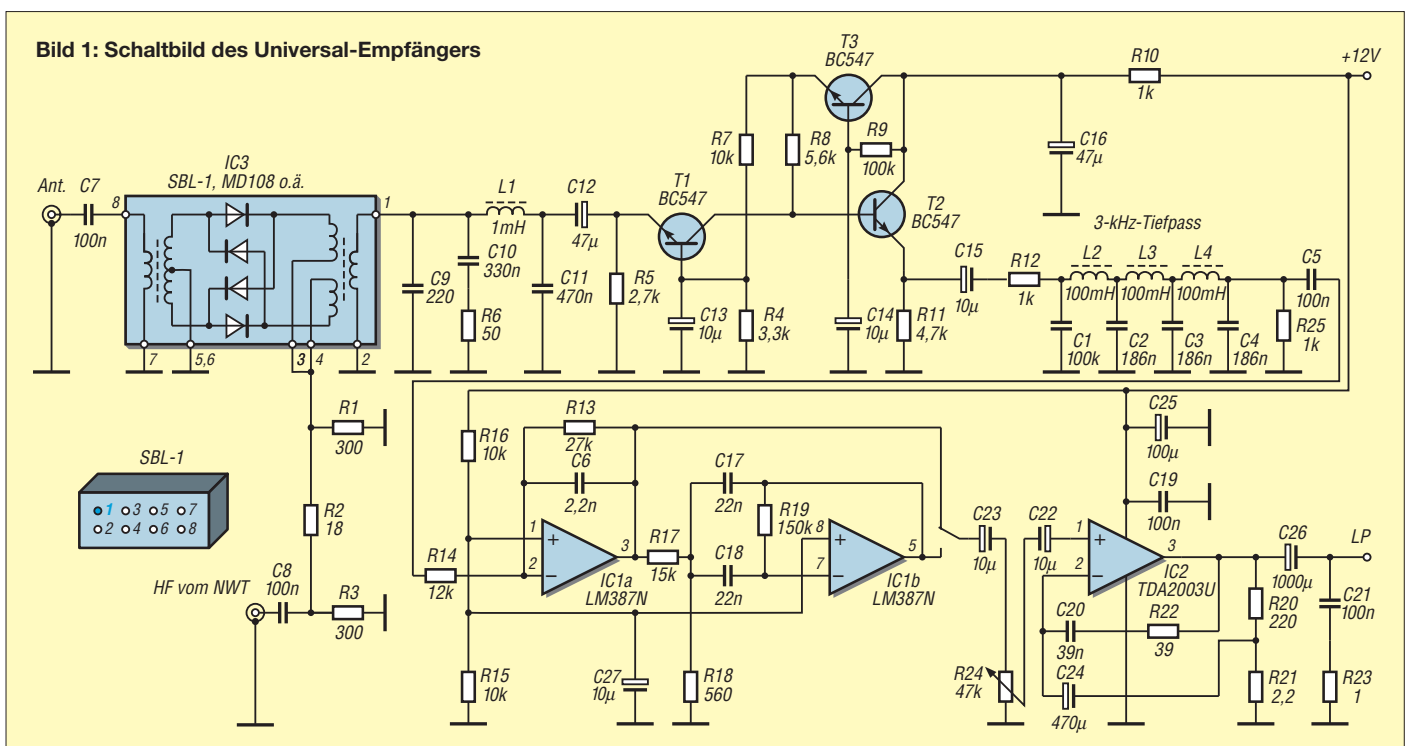 Bild 1: Schaltbild des Universal-Empfängers
IC3
SBL-1, MD108 o.ä.
Ant.
C7
100n
8
1
7
5,6
3
4
2
C9
220
C10
330n
R6
50
L1
1mH
C11
470n
C12
47µ
R5
2,7k
T1
BC547
C13
10µ
R4
3,3k
R7
10k
R8
5,6k
T3
BC547
R9
100k
T2
BC547
C14
10µ
R11
4,7k
C15
10µ
R12
1k
R10
1k
C16
47µ
+12V
3-kHz-Tiefpass
L2
100mH
L3
100mH
L4
100mH
C1
100k
C2
186n
C3
186n
C4
186n
C5
100n
R25
1k
R1
300
R2
18
R3
300
C8
100n
HF vom NWT
SBL-1
1 3 5 7
2 4 6 8
R16
10k
R14
12k
R15
10k
R13
27k
C6
2,2n
1
+
2
−
3
IC1a
LM387N
C27
10µ
R17
15k
R18
560
C17
22n
C18
22n
R19
150k
8
+
7
−
5
IC1b
LM387N
C23
10µ
R24
47k
C22
10µ
C25
100µ
C19
100n
1
+
2
−
3
IC2
TDA2003U
C20
39n
R22
39
C24
470µ
R20
220
R21
2,2
C26
1000µ
LP
C21
100n
R23
1